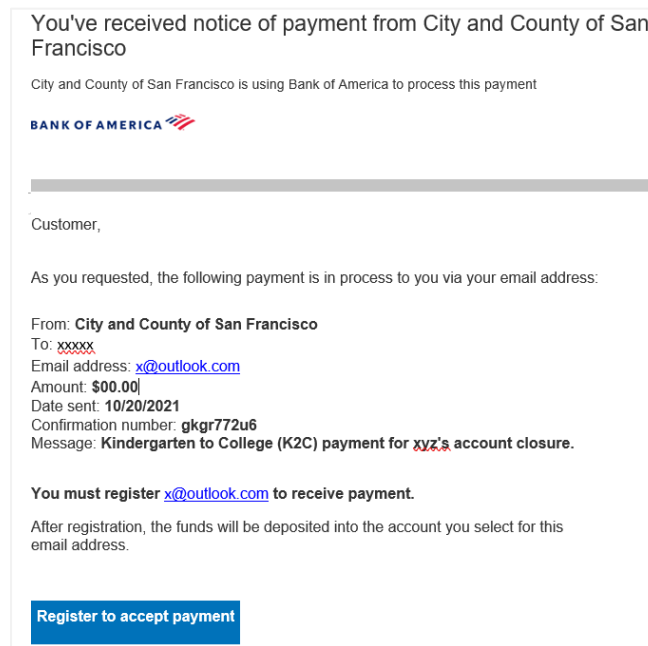 You've received notice of payment from City and County of San
Francisco
City and County of San Francisco is using Bank of America to process this payment
BANK OF AMERICA
Customer,
As you requested, the following payment is in process to you via your email address:
From: City and County of San Francisco
To: xxxxx
Email address: x@outlook.com
Amount: $00.00
Date sent: 10/20/2021
Confirmation number: gkgr772u6
Message: Kindergarten to College (K2C) payment for xyz's account closure.
You must register x@outlook.com to receive payment.
After registration, the funds will be deposited into the account you select for this
email address.
Register to accept payment